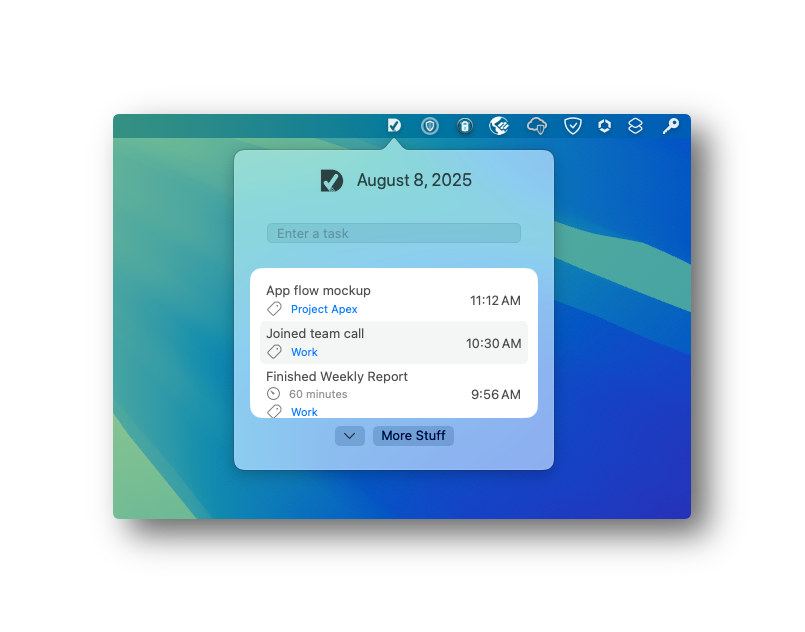 August 8, 2025
Enter a task
App flow mockup
11:12 AM
Project Apex
Joined team call
10:30 AM
Work
Finished Weekly Report
60 minutes
9:56 AM
Work
More Stuff